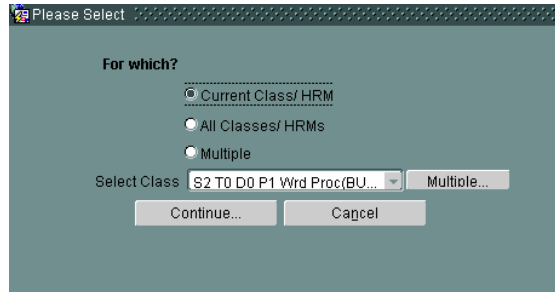 Please Select
For which?
Current Class/ HRM
All Classes/ HRMs
Multiple
Select Class S2 T0 D0 P1 Wrd Proc(BU... Multiple...
Continue... Cancel